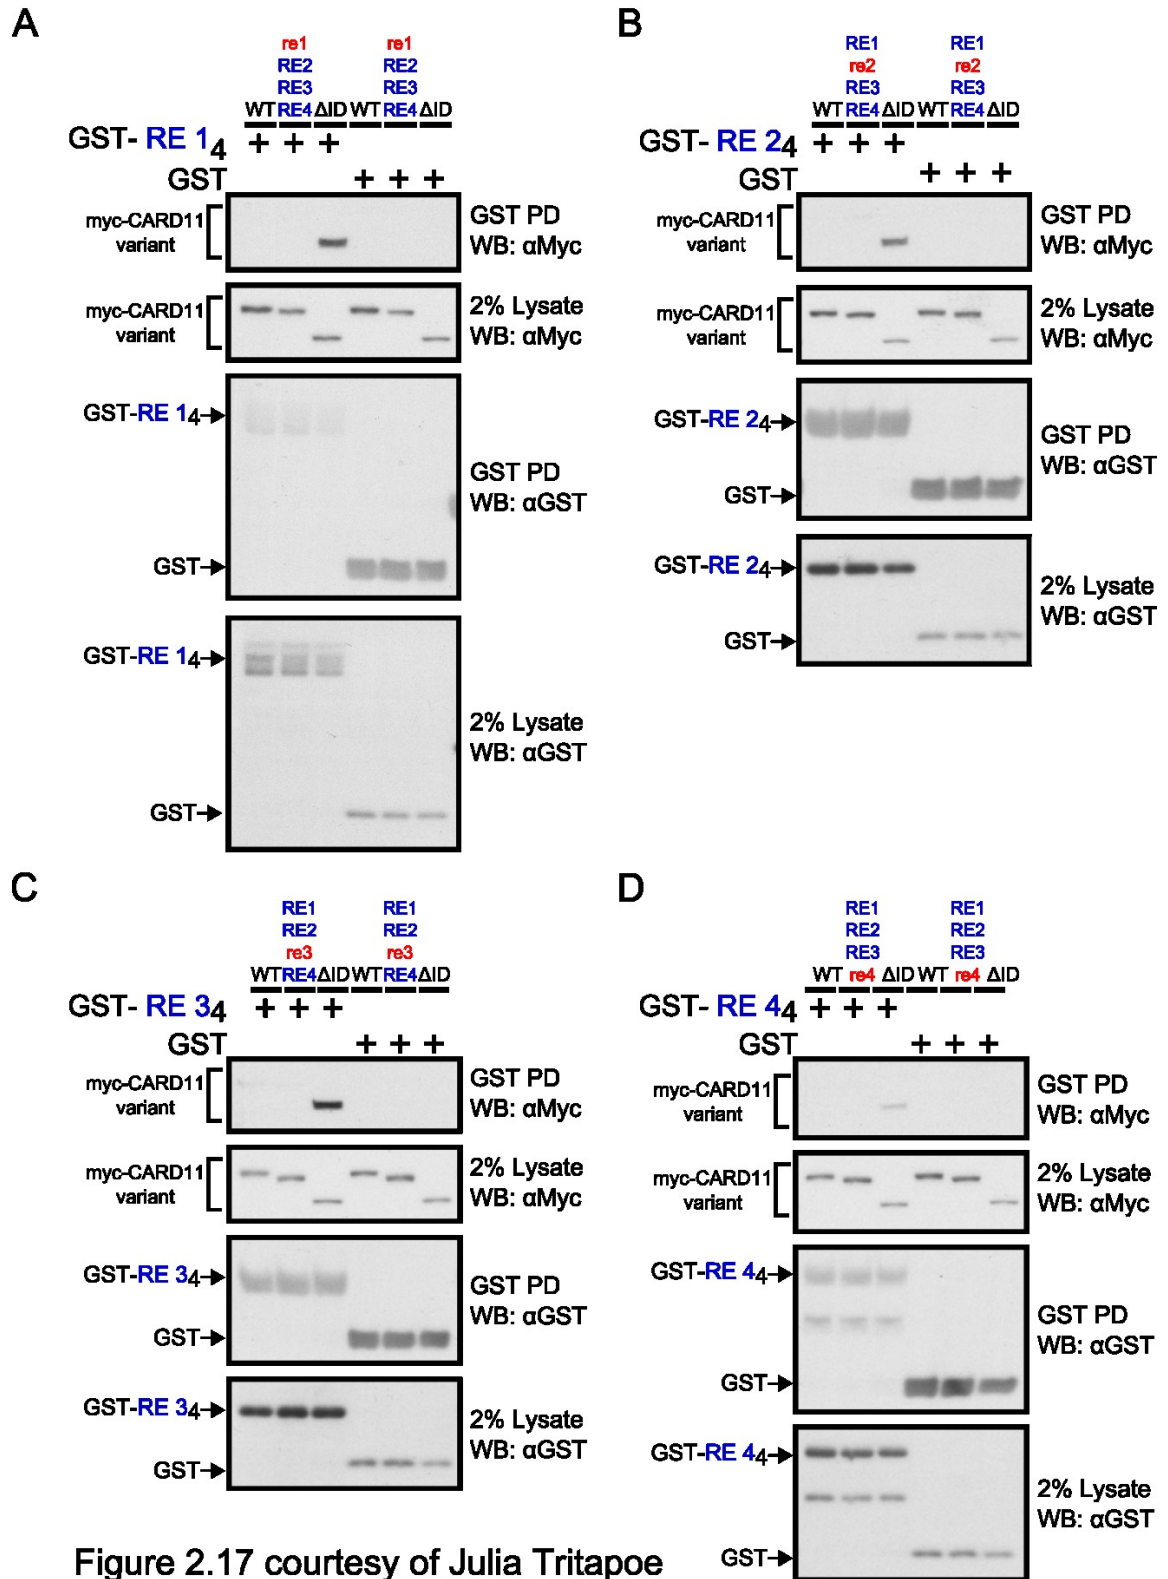 A
re1 re1
RE2 RE2
RE3 RE3
WT RE4 ΔID WT RE4 ΔID
GST- RE 14 + + +
GST + + +
myc-CARD11
variant
GST PD
WB: αMyc
myc-CARD11
variant
2% Lysate
WB: αMyc
GST-RE 14
GST
GST PD
WB: αGST
GST-RE 14
GST
2% Lysate
WB: αGST
B
RE1 RE1
re2 re2
RE3 RE3
WT RE4 ΔID WT RE4 ΔID
GST- RE 24 + + +
GST + + +
myc-CARD11
variant
GST PD
WB: αMyc
myc-CARD11
variant
2% Lysate
WB: αMyc
GST-RE 24
GST
GST PD
WB: αGST
GST-RE 24
GST
2% Lysate
WB: αGST
C
RE1 RE1
RE2 RE2
re3 re3
WT RE4 ΔID WT RE4 ΔID
GST- RE 34 + + +
GST + + +
myc-CARD11
variant
GST PD
WB: αMyc
myc-CARD11
variant
2% Lysate
WB: αMyc
GST-RE 34
GST
GST PD
WB: αGST
GST-RE 34
GST
2% Lysate
WB: αGST
D
RE1 RE1
RE2 RE2
RE3 RE3
WT re4 ΔID WT re4 ΔID
GST- RE 44 + + +
GST + + +
myc-CARD11
variant
GST PD
WB: αMyc
myc-CARD11
variant
2% Lysate
WB: αMyc
GST-RE 44
GST
GST PD
WB: αGST
GST-RE 44
GST
2% Lysate
WB: αGST
Figure 2.17 courtesy of Julia Tritapoe